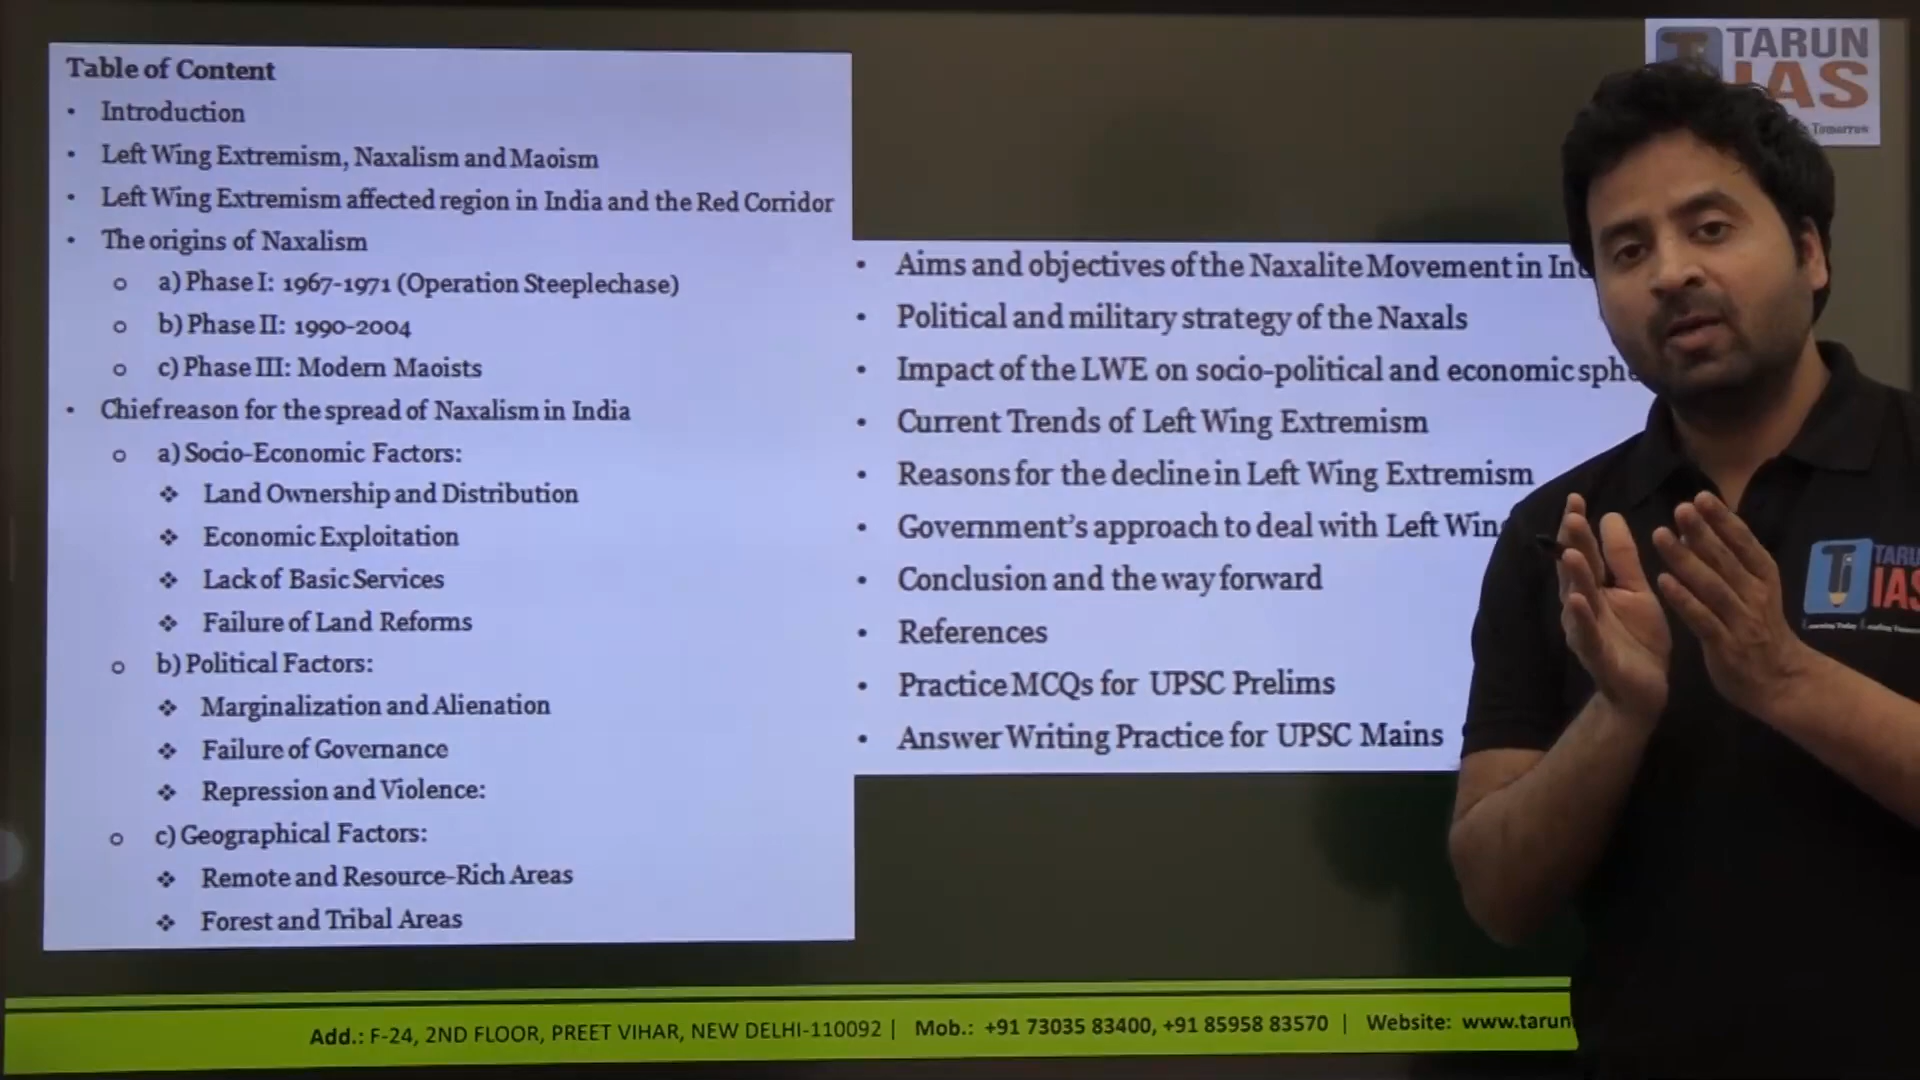 Table of Content
• Introduction
• Left Wing Extremism, Naxalism and Maoism
• Left Wing Extremism affected region in India and the Red Corridor
• The origins of Naxalism
o a) Phase I: 1967-1971 (Operation Steeplechase)
o b) Phase II: 1990-2004
o c) Phase III: Modern Maoists
• Chief reason for the spread of Naxalism in India
o a) Socio-Economic Factors:
❖ Land Ownership and Distribution
❖ Economic Exploitation
❖ Lack of Basic Services
❖ Failure of Land Reforms
o b) Political Factors:
❖ Marginalization and Alienation
❖ Failure of Governance
❖ Repression and Violence:
o c) Geographical Factors:
❖ Remote and Resource-Rich Areas
❖ Forest and Tribal Areas
• Aims and objectives of the Naxalite Movement in
• Political and military strategy of the Naxals
• Impact of the LWE on socio-political and economic
• Current Trends of Left Wing Extremism
• Reasons for the decline in Left Wing Extremism
• Government's approach to deal with Left
• Conclusion and the way forward
• References
• Practice MCQs for UPSC Prelims
• Answer Writing Practice for UPSC Mains
TARUN
IAS
Tomorrow
TARU
IAS
Add.: F-24, 2ND FLOOR, PREET VIHAR, NEW DELHI-110092 | Mob.: +91 73035 83400, +91 85958 83570 | Website: www.tarun